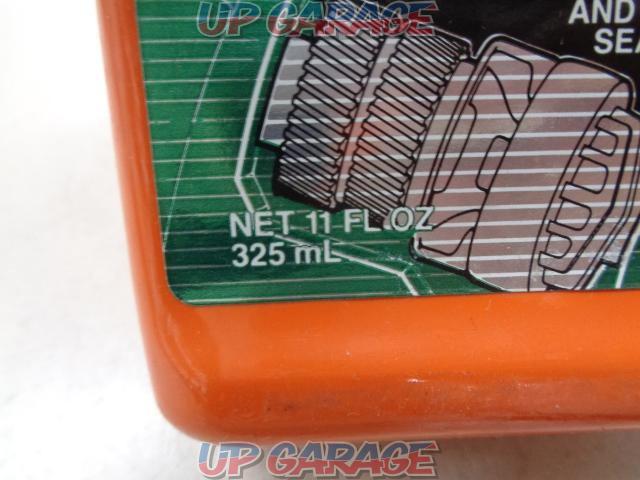 UP GARAGE
AND
SEA
NET 11 FL OZ
325 mL
UP GARAGE